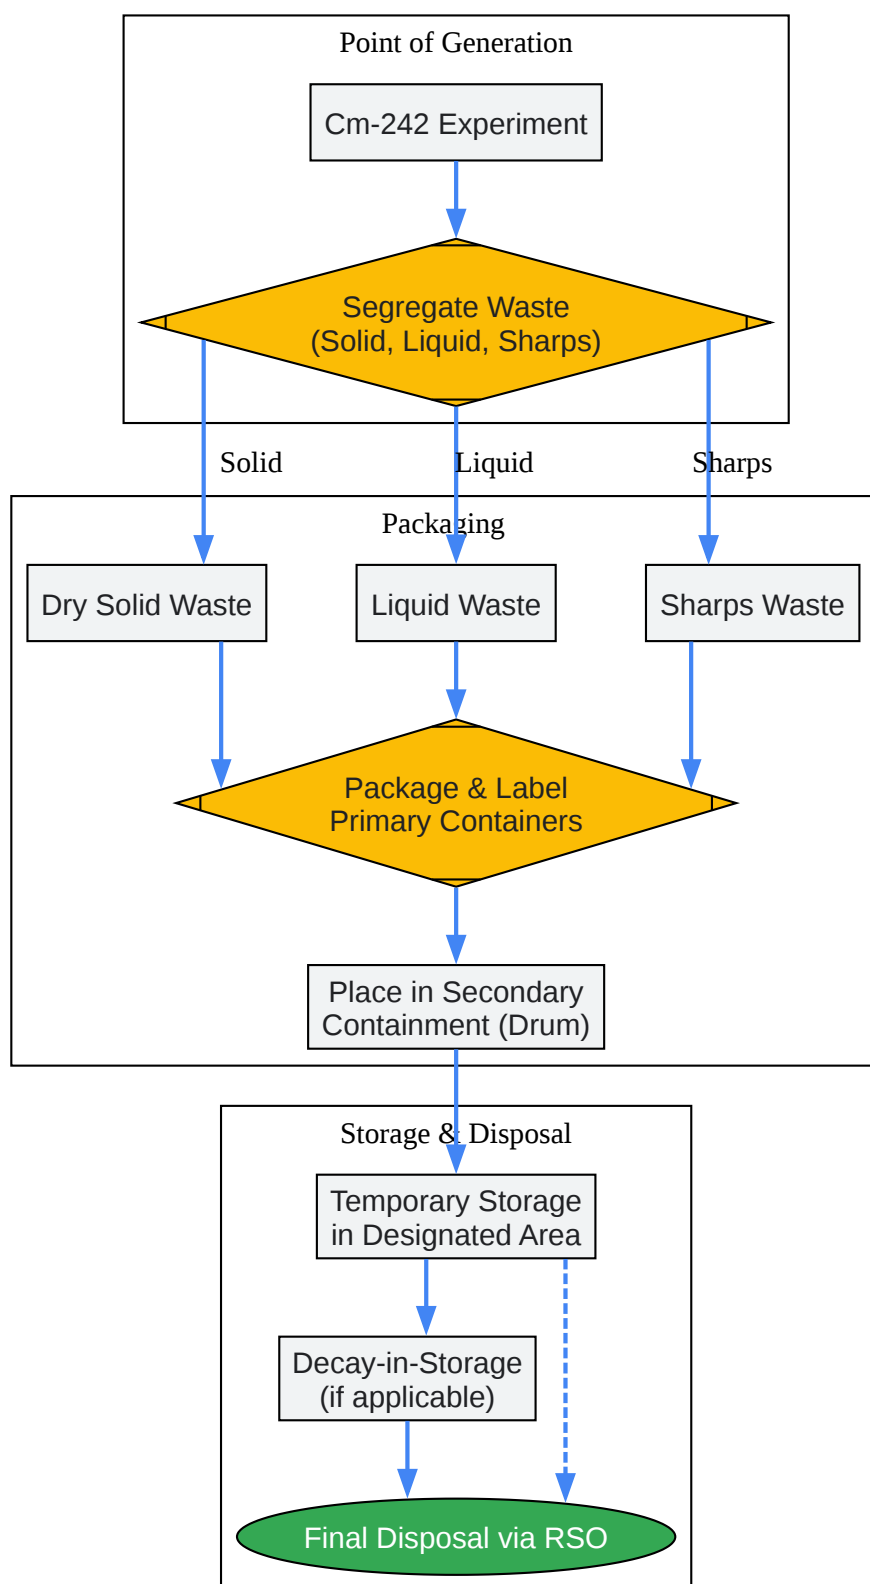 Point of Generation
Cm-242 Experiment
Segregate Waste
(Solid, Liquid, Sharps)
Solid
Liquid
Sharps
Packaging
Dry Solid Waste
Liquid Waste
Sharps Waste
Package & Label
Primary Containers
Place in Secondary
Containment (Drum)
Storage & Disposal
Temporary Storage
in Designated Area
Decay-in-Storage
(if applicable)
Final Disposal via RSO